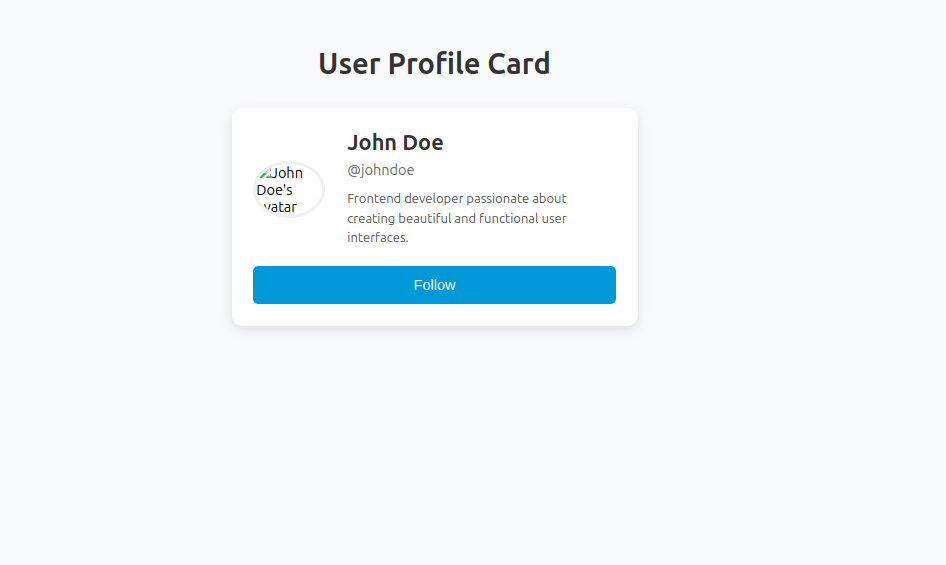 User Profile Card
John Doe
@johndoe
John
Doe's
vatar
Frontend developer passionate about
creating beautiful and functional user
interfaces.
Follow